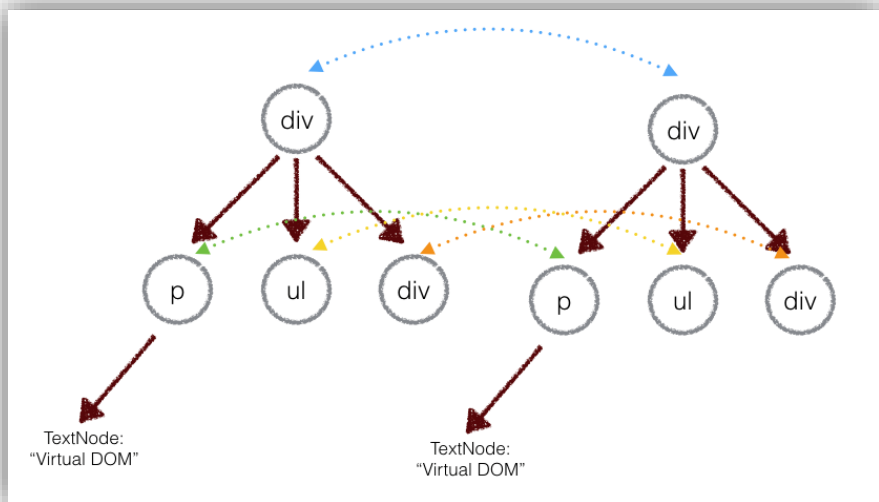 div
div
p
ul
div
p
ul
div
TextNode:
“Virtual DOM”
TextNode:
“Virtual DOM”